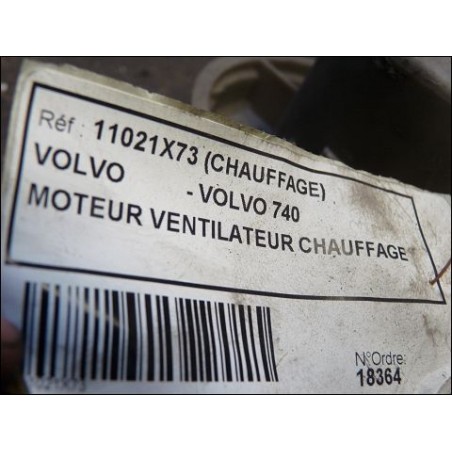 Réf : 11021X73 (CHAUFFAGE)
VOLVO - VOLVO 740
MOTEUR VENTILATEUR CHAUFFAGE
N°Ordre
18364